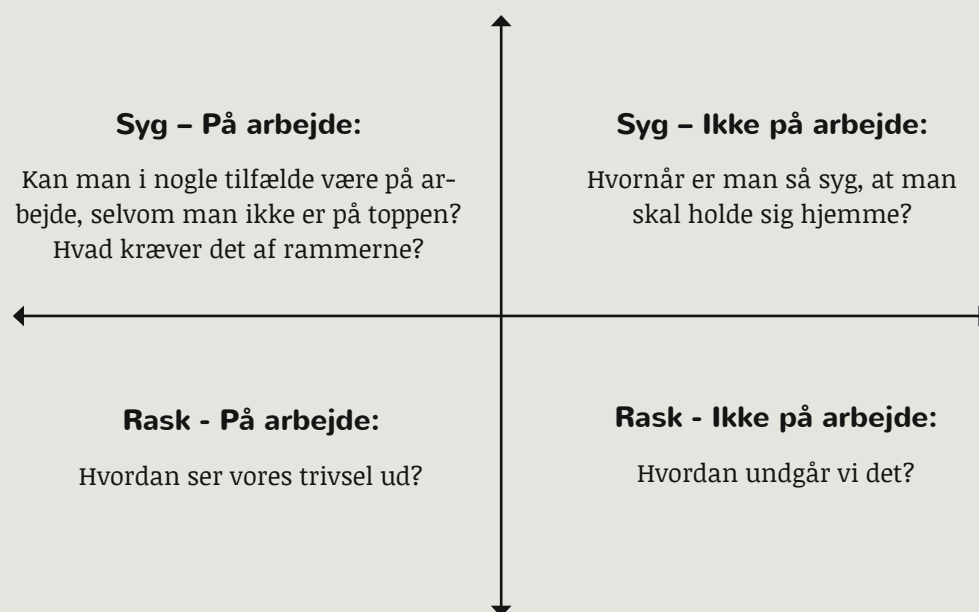 Syg – På arbejde:
Kan man i nogle tilfælde være på ar-
bejde, selvom man ikke er på toppen?
Hvad kræver det af rammerne?
Syg – Ikke på arbejde:
Hvornår er man så syg, at man
skal holde sig hjemme?
Rask - På arbejde:
Hvordan ser vores trivsel ud?
Rask - Ikke på arbejde:
Hvordan undgår vi det?